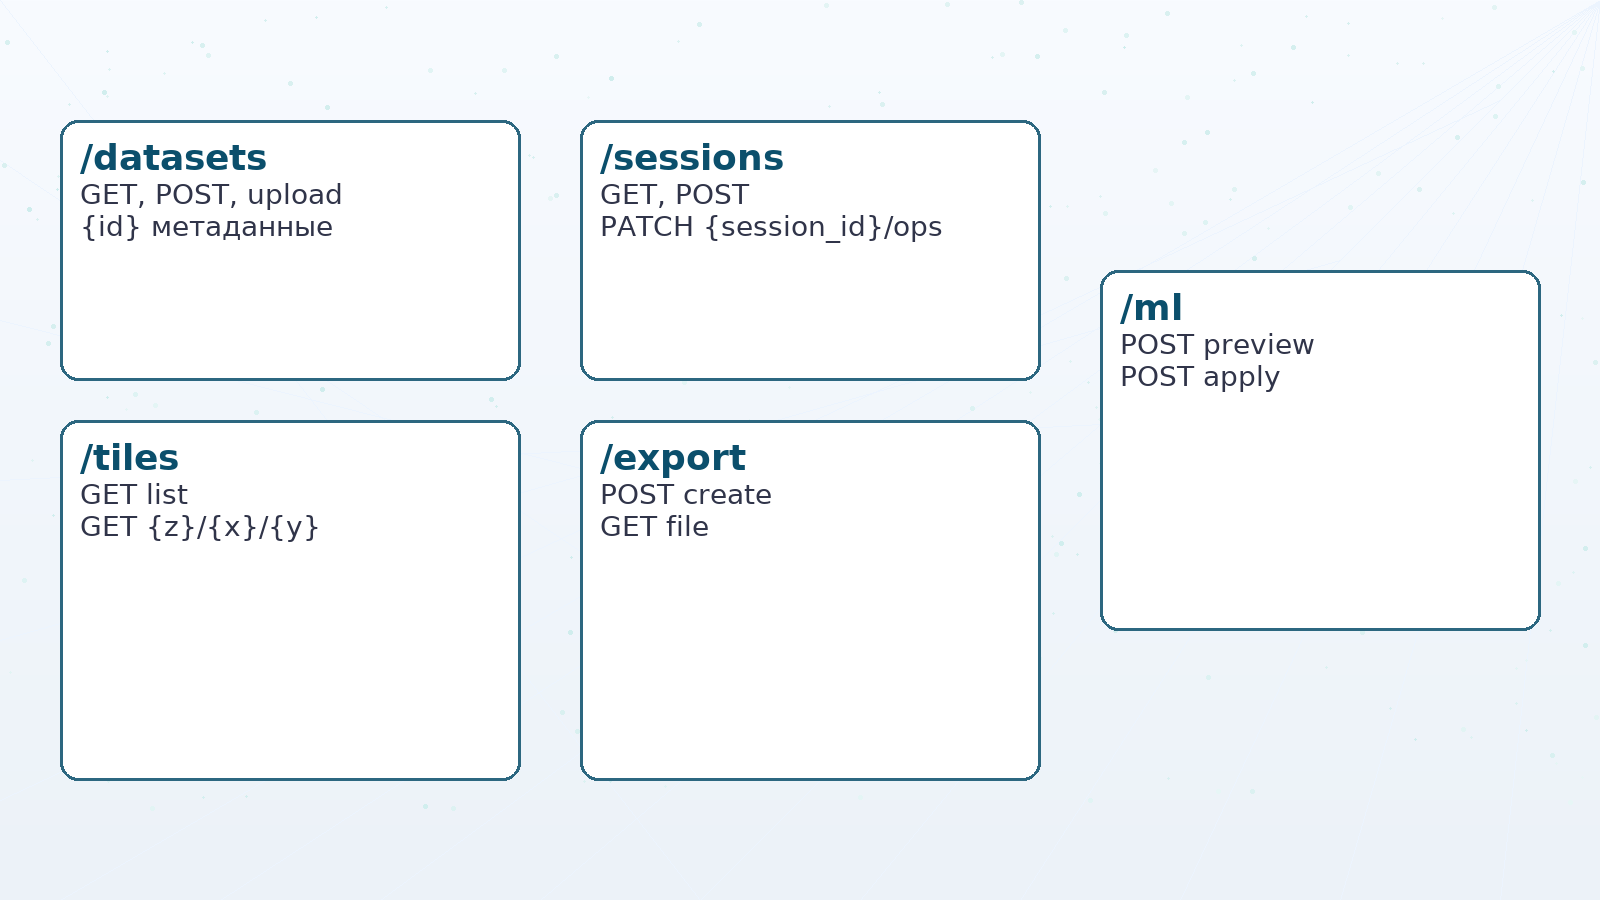 /datasets
GET, POST, upload
{id} метаданные
/sessions
GET, POST
PATCH {session_id}/ops
/ml
POST preview
POST apply
/tiles
GET list
GET {z}/{x}/{y}
/export
POST create
GET file